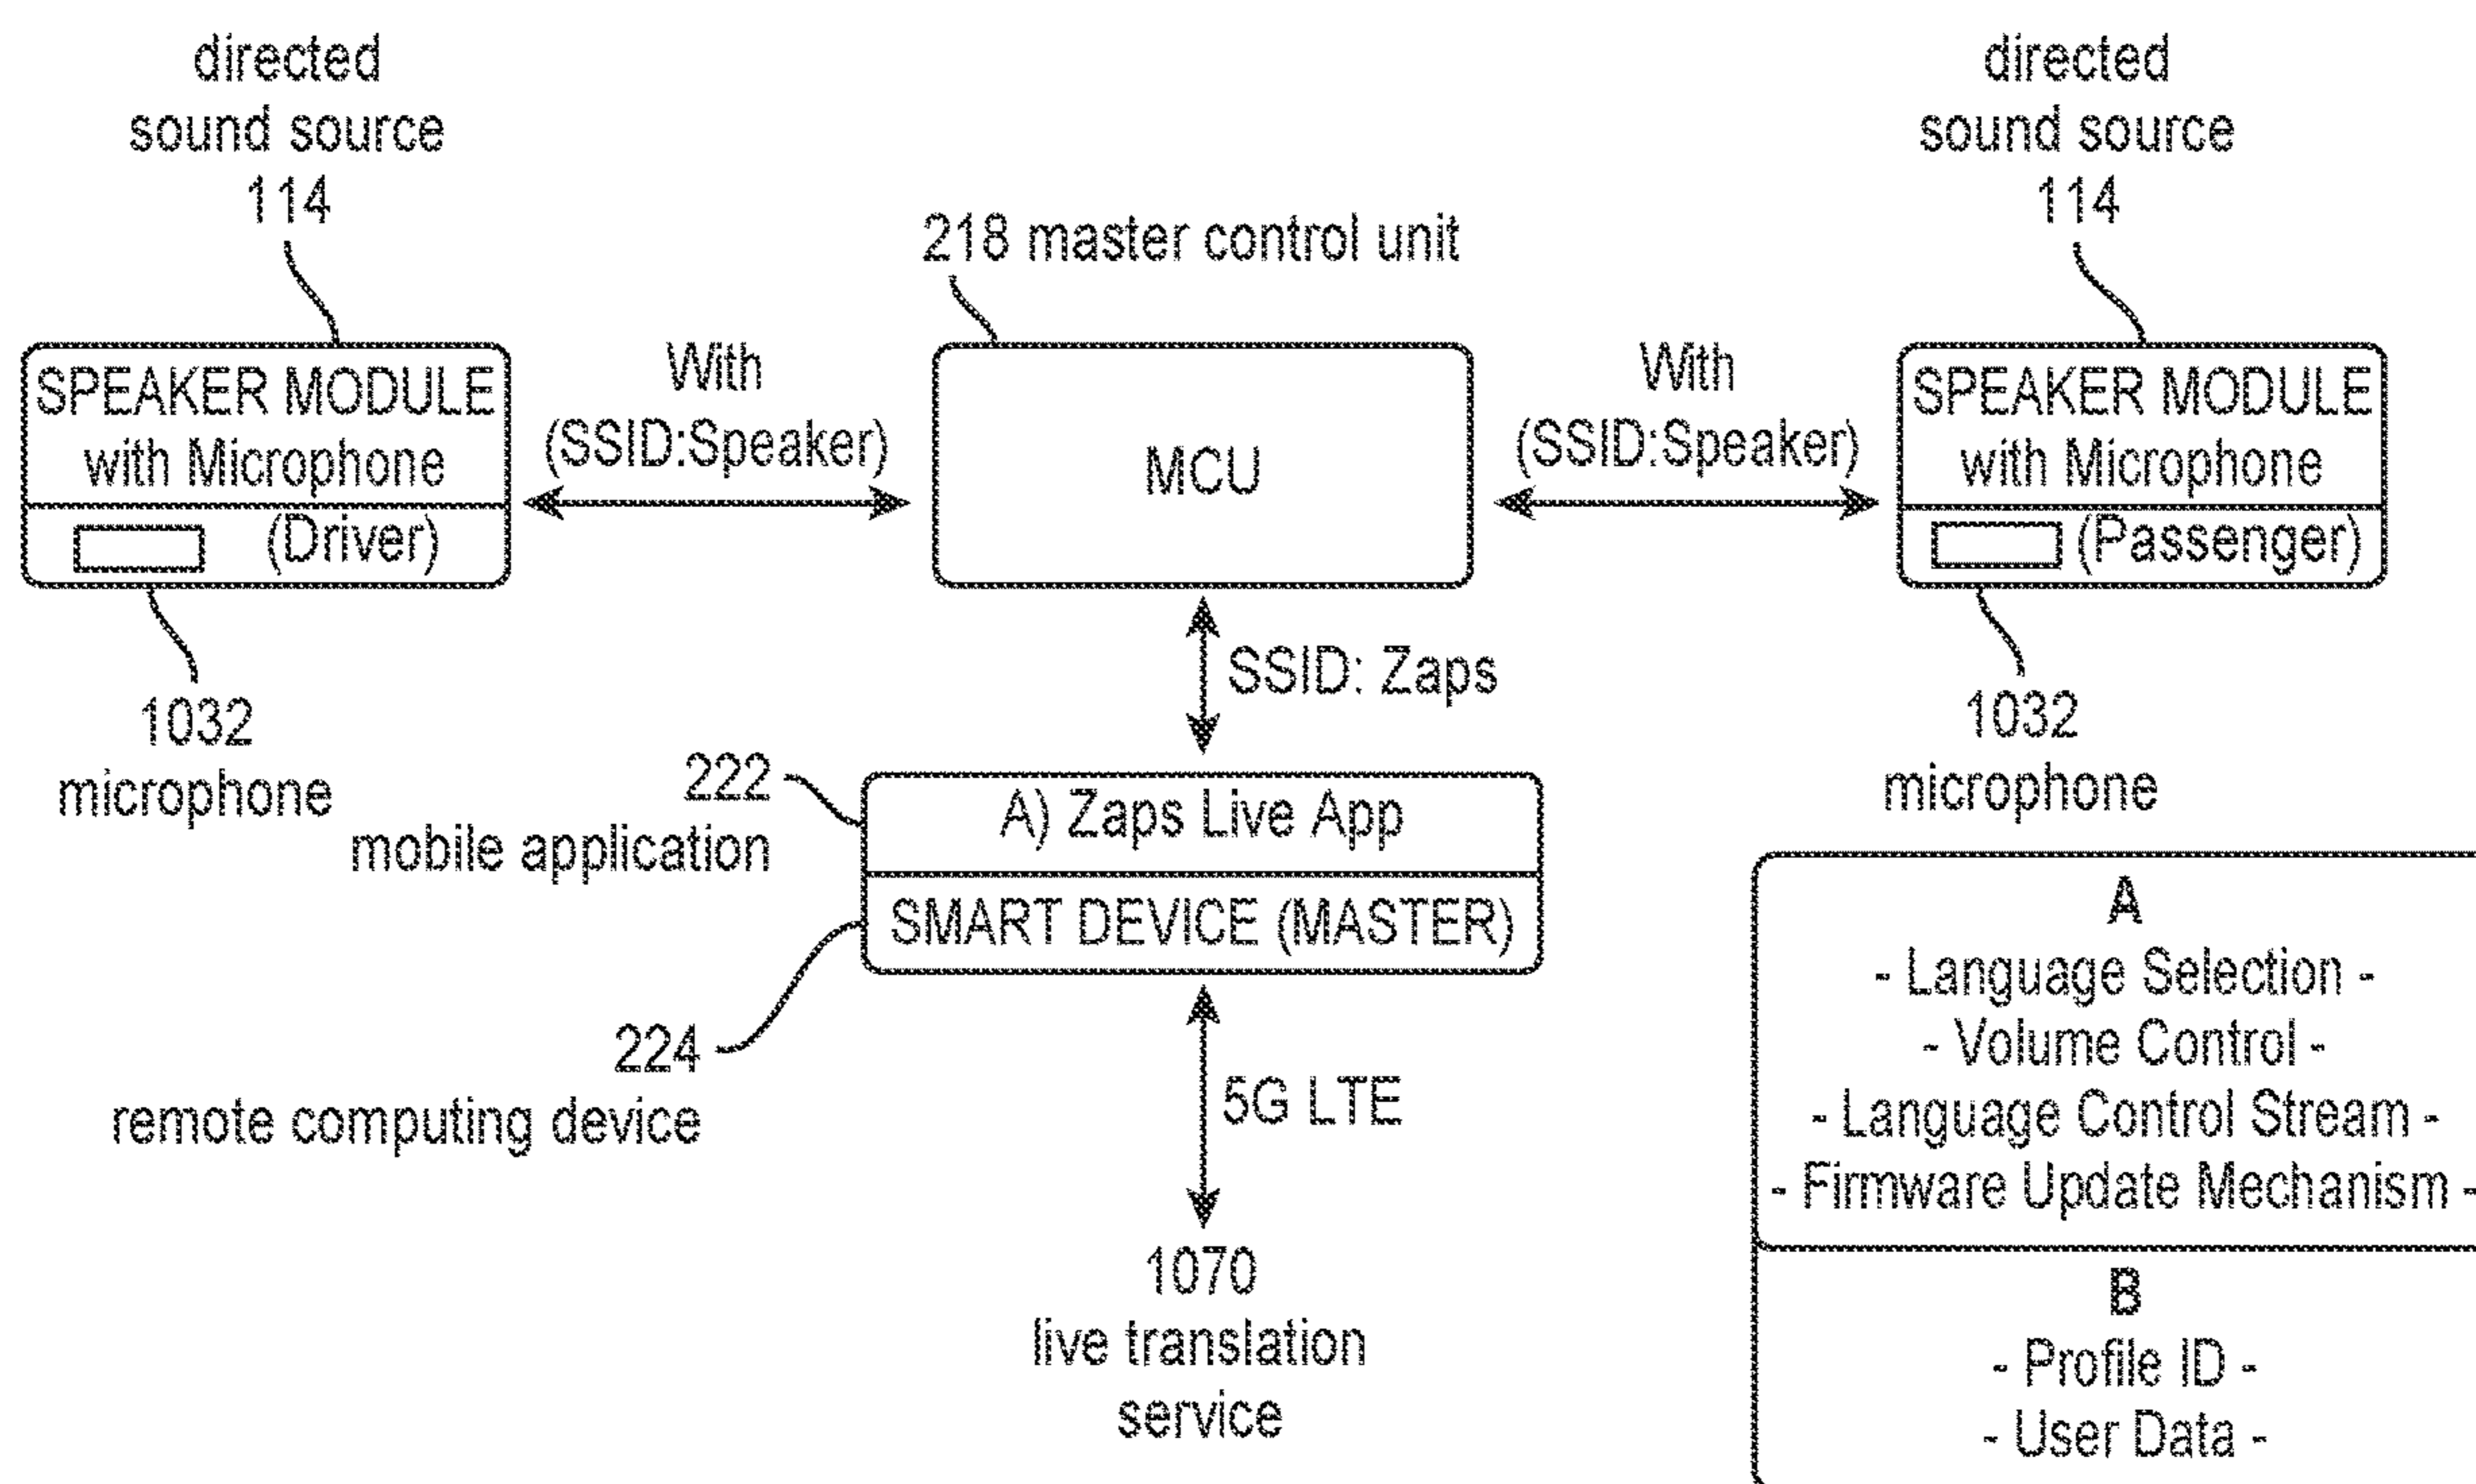 directed
sound source
114
218 master control unit
directed
sound source
114
SPEAKER MODULE
with Microphone
(Driver)
With
(SSID:Speaker)
MCU
With
(SSID:Speaker)
SPEAKER MODULE
with Microphone
(Passenger)
1032
microphone
SSID: Zaps
1032
microphone
222
mobile application
A) Zaps Live App
SMART DEVICE (MASTER)
224
remote computing device
5G LTE
1070
live translation
service
A
- Language Selection -
- Volume Control -
- Language Control Stream -
- Firmware Update Mechanism -
B
- Profile ID -
- User Data -